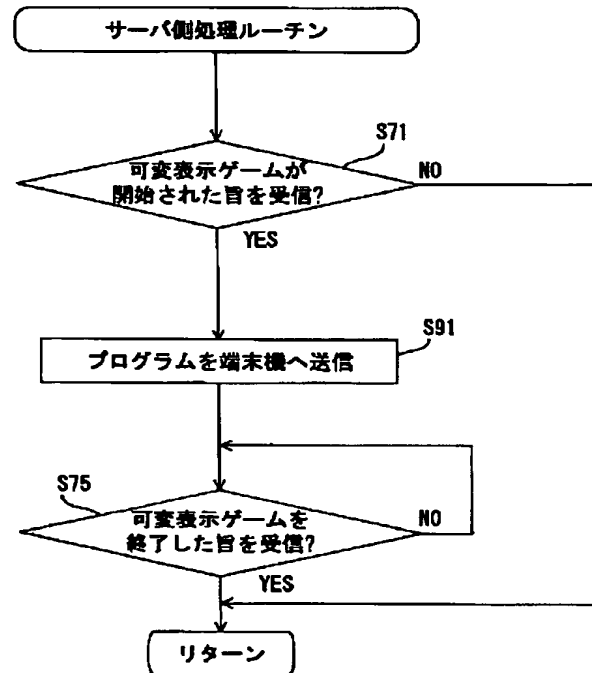 サーバ側処理ルーチン
S71
可変表示ゲームが
開始された旨を受信?
NO
YES
S91
プログラムを端末機へ送信
S75
可変表示ゲームを
終了した旨を受信?
NO
YES
リターン